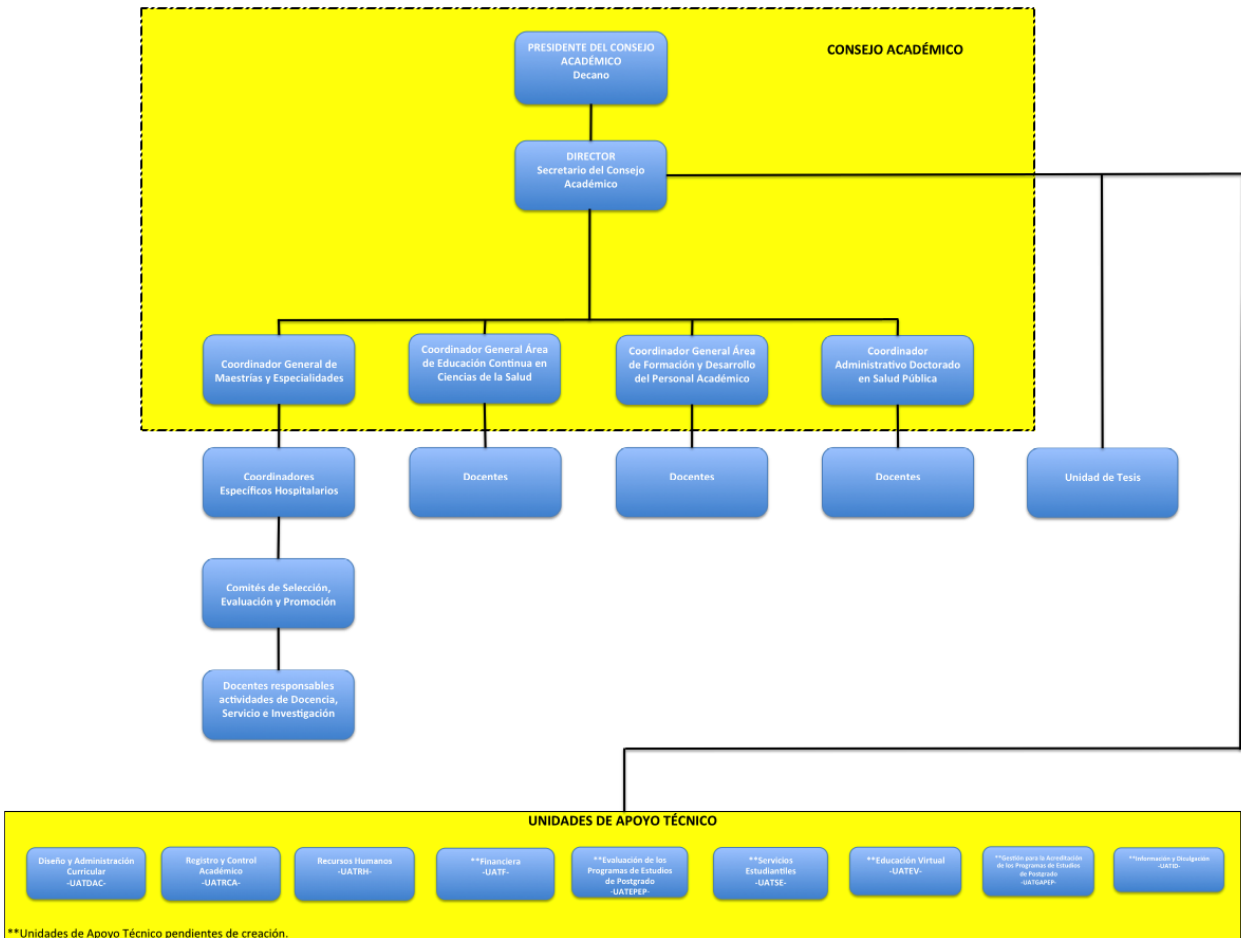 CONSEJO ACADÉMICO
PRESIDENTE DEL CONSEJO
ACADÉMICO
Decano
DIRECTOR
Secretario del Consejo
Académico
Coordinador General de
Maestrías y Especialidades
Coordinador General Área
de Educación Continua en
Ciencias de la Salud
Coordinador General Área
de Formación y Desarrollo
del Personal Académico
Coordinador
Administrativo Doctorado
en Salud Pública
Coordinadores
Específicos Hospitalarios
Docentes
Docentes
Docentes
Unidad de Tesis
Comités de Selección,
Evaluación y Promoción
Docentes responsables
actividades de Docencia,
Servicio e Investigación
UNIDADES DE APOYO TÉCNICO
Diseño y Administración
Curricular
-UATDAC-
Registro y Control
Académico
-UATRCA-
Recursos Humanos
-UATRH-
**Financiera
-UATF-
**Evaluación de los
Programas de Estudios
de Postgrado
-UATEPEP-
**Servicios
Estudiantiles
-UATSE-
**Educación Virtual
-UATEV-
**Gestión para la Acreditación
de los Programas de Estudios
de Postgrado
-UATGAPEP-
**Información y Divulgación
-UATID-
**Unidades de Apoyo Técnico pendientes de creación.